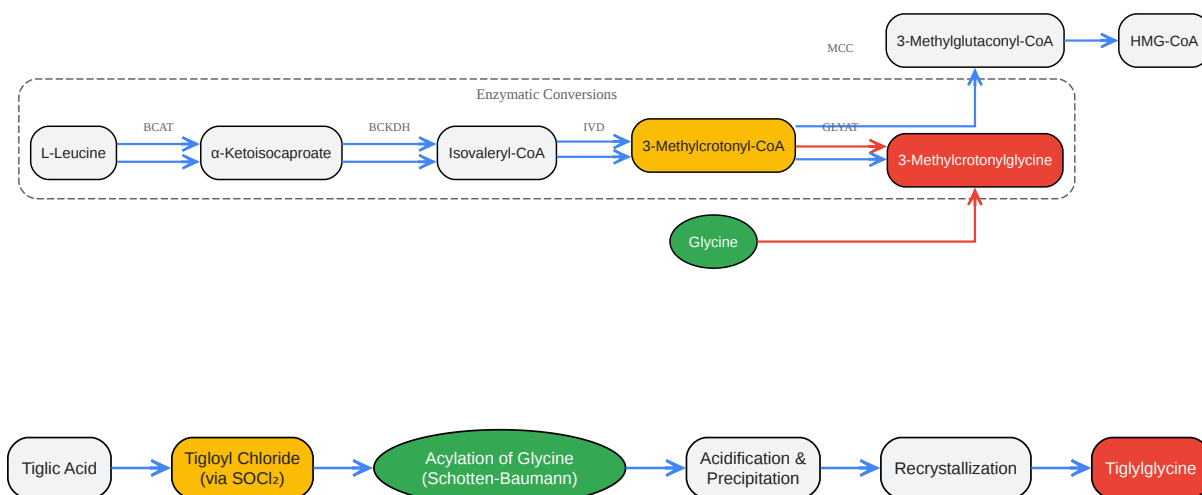 3-Methylglutaconyl-CoA
HMG-CoA
MCC
Enzymatic Conversions
BCAT
BCKDH
IVD
GLYAT
L-Leucine
α-Ketoisocaproate
Isovaleryl-CoA
3-Methylcrotonyl-CoA
3-Methylcrotonylglycine
Glycine
Tiglic Acid
Tigloyl Chloride
(via SOCl₂)
Acylation of Glycine
(Schotten-Baumann)
Acidification &
Precipitation
Recrystallization
Tiglylglycine